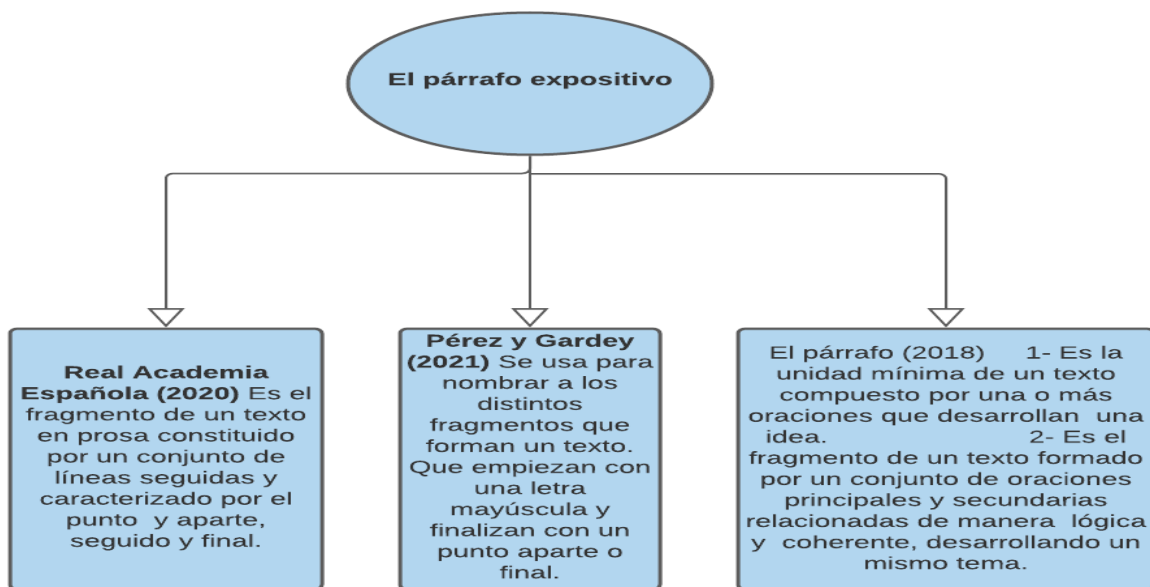 El párrafo expositivo
Real Academia
Española (2020) Es el
fragmento de un texto
en prosa constituido
por un conjunto de
líneas seguidas y
caracterizado por el
punto y aparte,
seguido y final.
Pérez y Gardey
(2021) Se usa para
nombrar a los
distintos
fragmentos que
forman un texto.
Que empiezan con
una letra
mayúscula y
finalizan con un
punto aparte o
final.
El párrafo (2018) 1- Es la
unidad mínima de un texto
compuesto por una o más
oraciones que desarrollan una
idea. 2- Es el
fragmento de un texto formado
por un conjunto de oraciones
principales y secundarias
relacionadas de manera lógica
y coherente, desarrollando un
mismo tema.